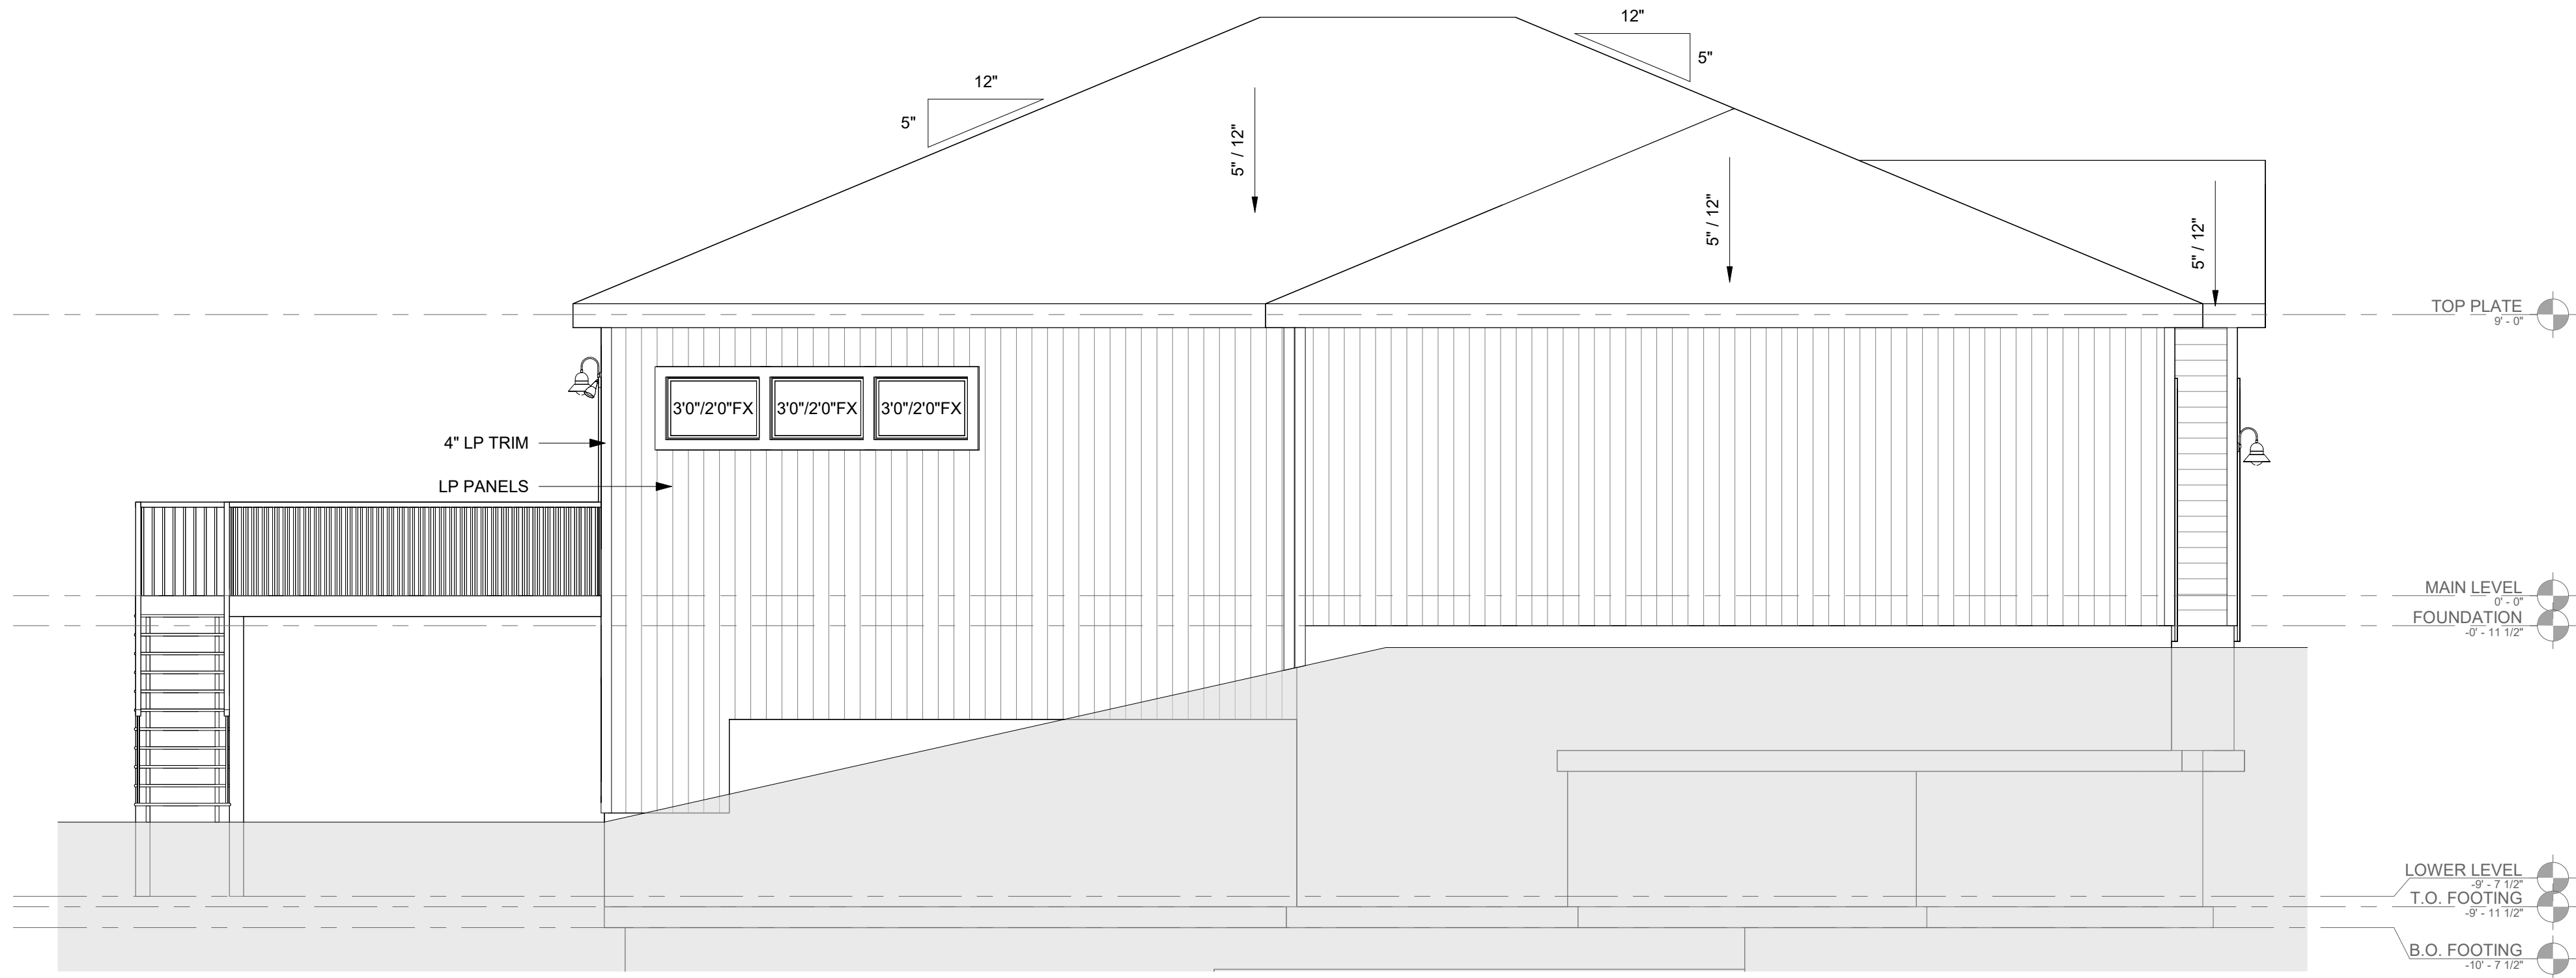 12"
5"
12"
5"
5" / 12"
5" / 12"
5" / 12"
TOP PLATE
9' - 0"
3'0"/2'0"FX
3'0"/2'0"FX
3'0"/2'0"FX
4" LP TRIM
LP PANELS
MAIN LEVEL
0' - 0"
FOUNDATION
-0' - 11 1/2"
LOWER LEVEL
-9' - 7 1/2"
T.O. FOOTING
-9' - 11 1/2"
B.O. FOOTING
-10' - 7 1/2"